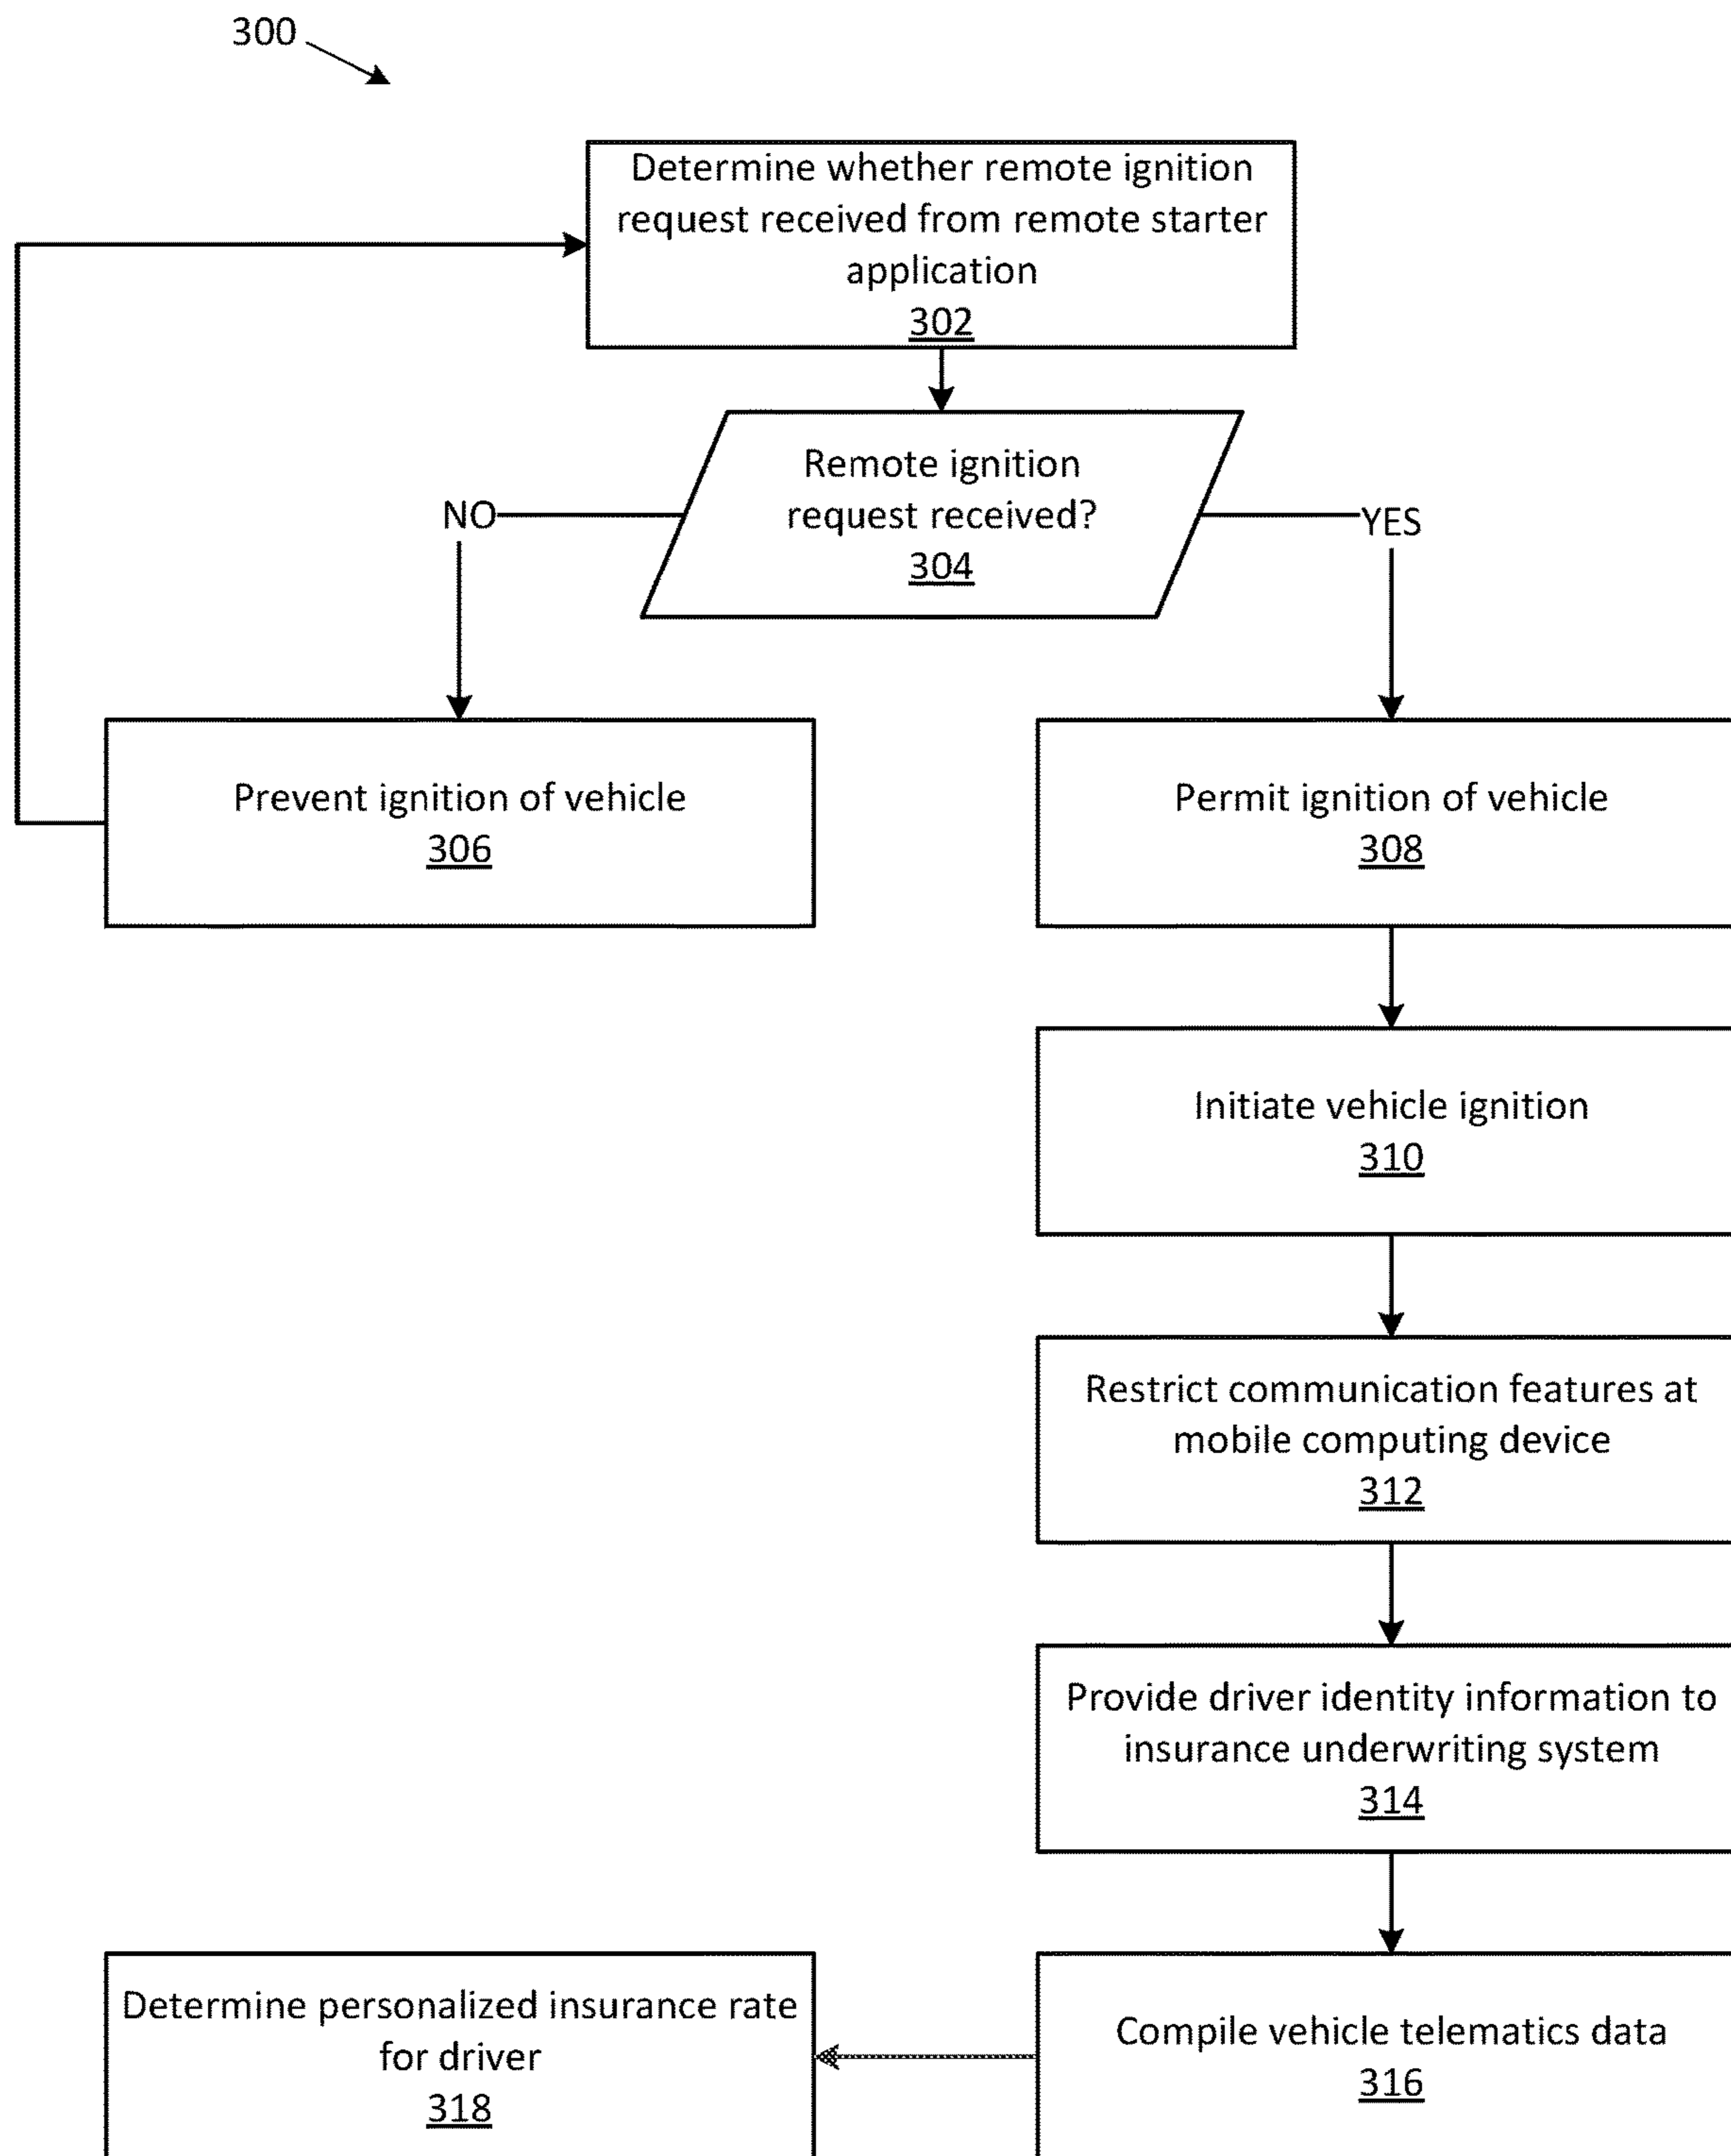 300
Determine whether remote ignition
request received from remote starter
application
302
Remote ignition
request received?
304
NO
YES
Prevent ignition of vehicle
306
Permit ignition of vehicle
308
Initiate vehicle ignition
310
Restrict communication features at
mobile computing device
312
Provide driver identity information to
insurance underwriting system
314
Determine personalized insurance rate
for driver
318
Compile vehicle telematics data
316